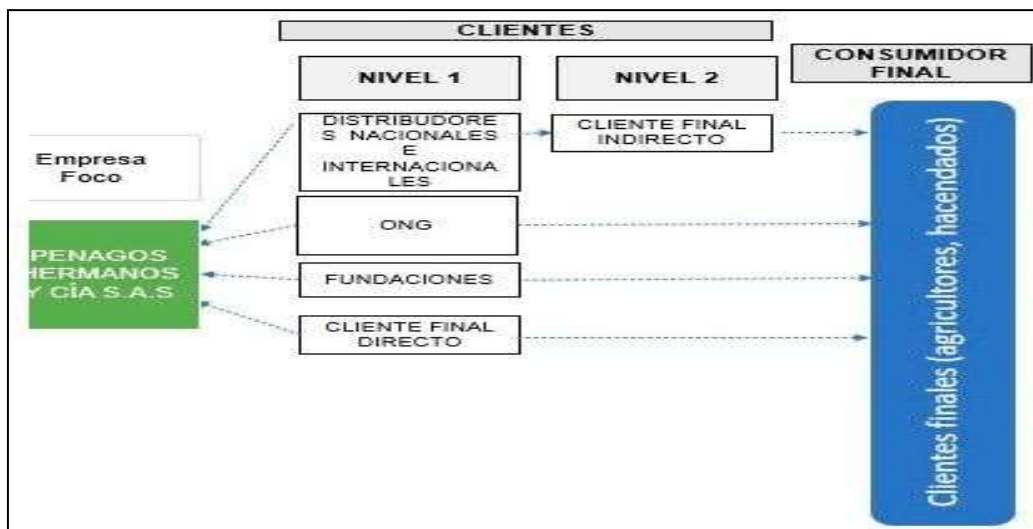 CLIENTES
CONSUMIDOR
FINAL
NIVEL 1
NIVEL 2
DISTRIBUDORE
S NACIONALES
E
INTERNACIONA
LES
CLIENTE FINAL
INDIRECTO
Empresa
Foco
ONG
PENAGOS
HERMANOS
Y CÍA S.A.S
FUNDACIONES
CLIENTE FINAL
DIRECTO
Clientes finales (agricultores, hacendados)